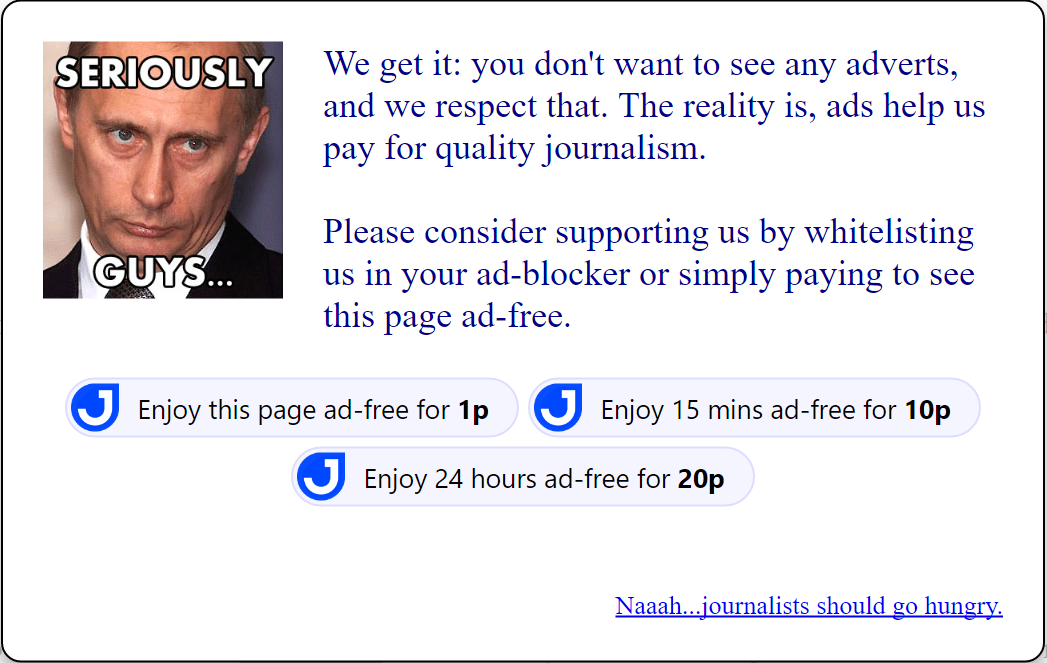 SERIOUSLY
GUYS...
We get it: you don't want to see any adverts,
and we respect that. The reality is, ads help us
pay for quality journalism.
Please consider supporting us by whitelisting
us in your ad-blocker or simply paying to see
this page ad-free.
Enjoy this page ad-free for 1p
Enjoy 15 mins ad-free for 10p
Enjoy 24 hours ad-free for 20p
Naaah...journalists should go hungry.